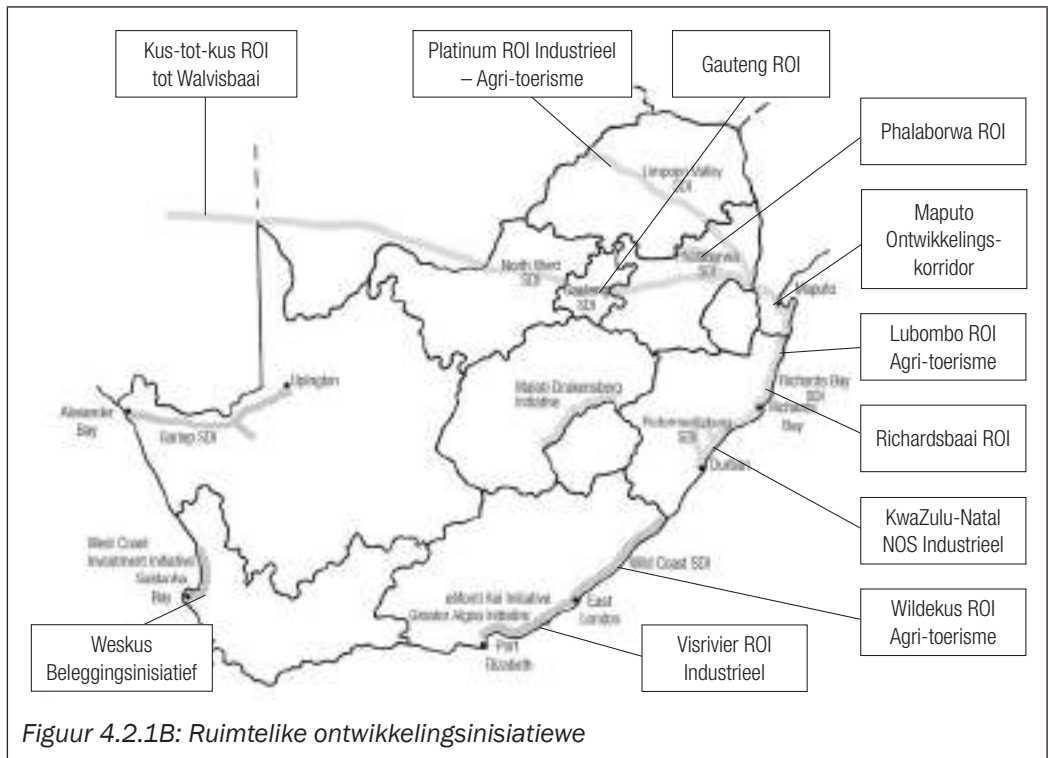 Kus-tot-kus ROI
tot Walvisbaai
Platinum ROI Industrieel
– Agri-toerisme
Gauteng ROI
Phalaborwa ROI
Maputo
Ontwikkelings-
korridor
Lubombo ROI
Agri-toerisme
Richardsbaai ROI
KwaZulu-Natal
NOS Industrieel
Wildekus ROI
Agri-toerisme
Visrivier ROI
Industrieel
Weskus
Beleggingsinisiatief
Limpopo Valley
SDI
Phalaborwa
SDI
North West
SDI
Gauteng
SDI
Maputo
Upington
Alexander
Bay
Gariep SDI
Maluti Drakensberg
Initiative
Richards Bay
SDI
Richards
Bay
Pietermaritzburg
SDI
Durban
West Coast
Investment Initiative
Saldanha
Bay
Wild Coast SDI
East
London
Port
Elizabeth
Figuur 4.2.1B: Ruimtelike ontwikkelingsinisiatiewe